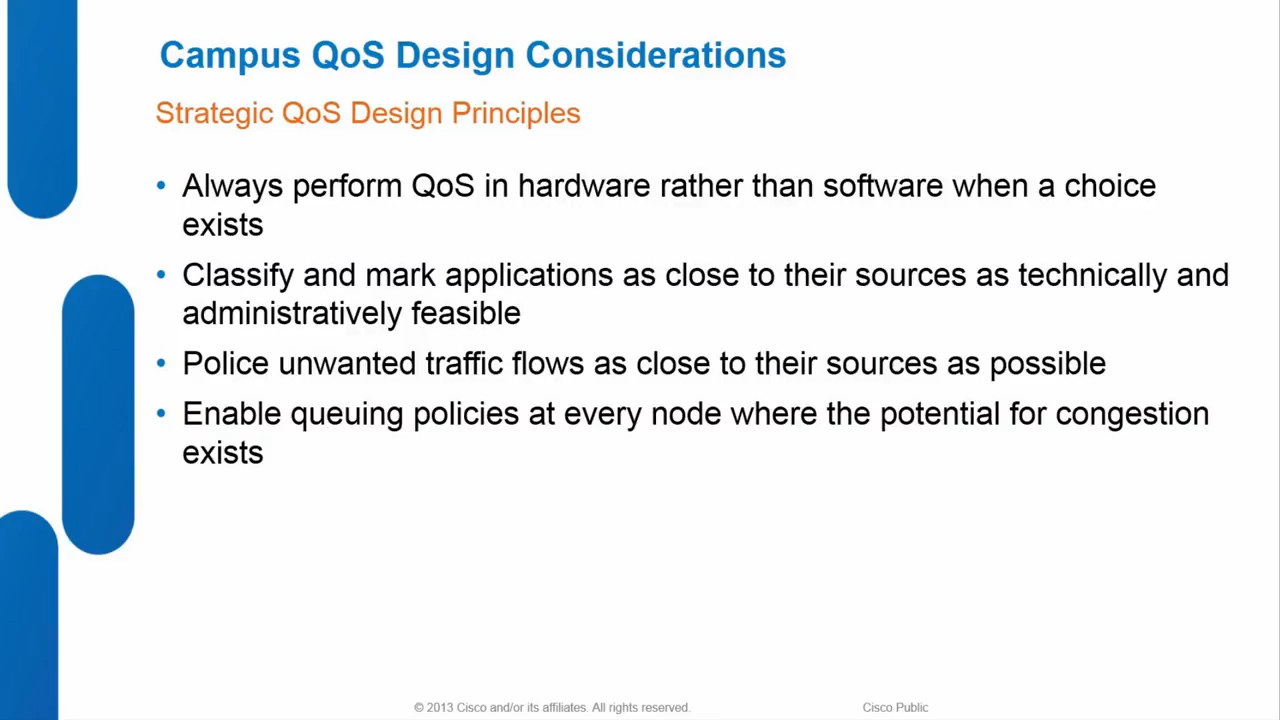 Campus QoS Design Considerations
Strategic QoS Design Principles
• Always perform QoS in hardware rather than software when a choice
exists
• Classify and mark applications as close to their sources as technically and
administratively feasible
• Police unwanted traffic flows as close to their sources as possible
• Enable queuing policies at every node where the potential for congestion
exists
© 2013 Cisco and/or its affiliates. All rights reserved. Cisco Public